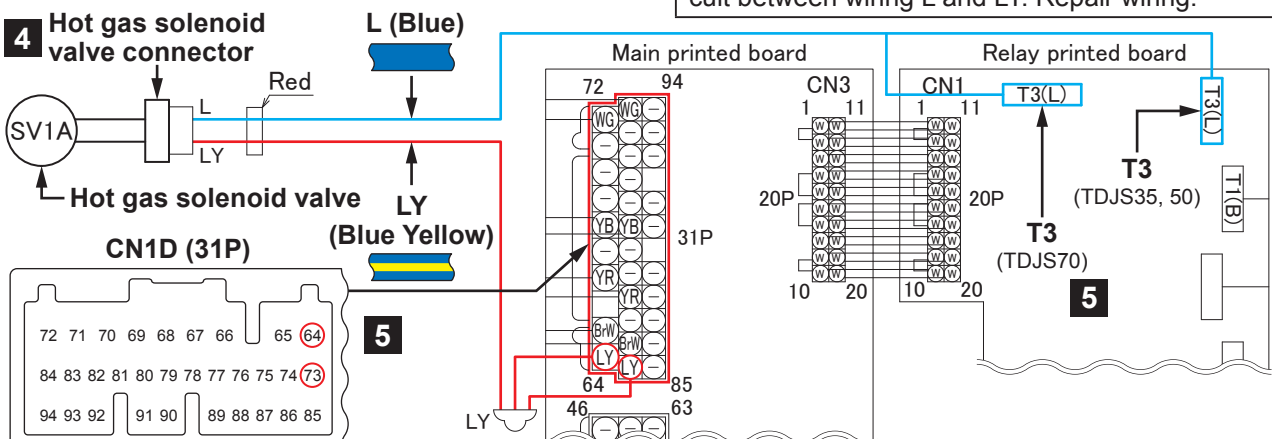 cuit between wiring L and LY. Repair wiring.
4 Hot gas solenoid
valve connector
L (Blue)
Red
SV1A
L
LY
Hot gas solenoid valve
LY
(Blue Yellow)
CN1D (31P)
72 71 70 69 68 67 66 65 64
84 83 82 81 80 79 78 77 76 75 74 73
94 93 92 91 90 89 88 87 86 85
5
LY
Main printed board
72 94
WG WG -
- - -
- - -
- - -
YB YB -
- - -
YR - -
- YR -
BrW - -
LY BrW -
LY -
31P
64 85
46 63
- - -
CN3
1 11
W W
W W
W W
W W
W W
W W
W W
W W
W W
W W
20P
10 20
Relay printed board
CN1
1 11
W W
W W
W W
W W
W W
W W
W W
W W
W W
W W
20P
10 20
T3(L)
T3(L)
T3
(TDJS35, 50)
T1(B)
T3
(TDJS70)
5